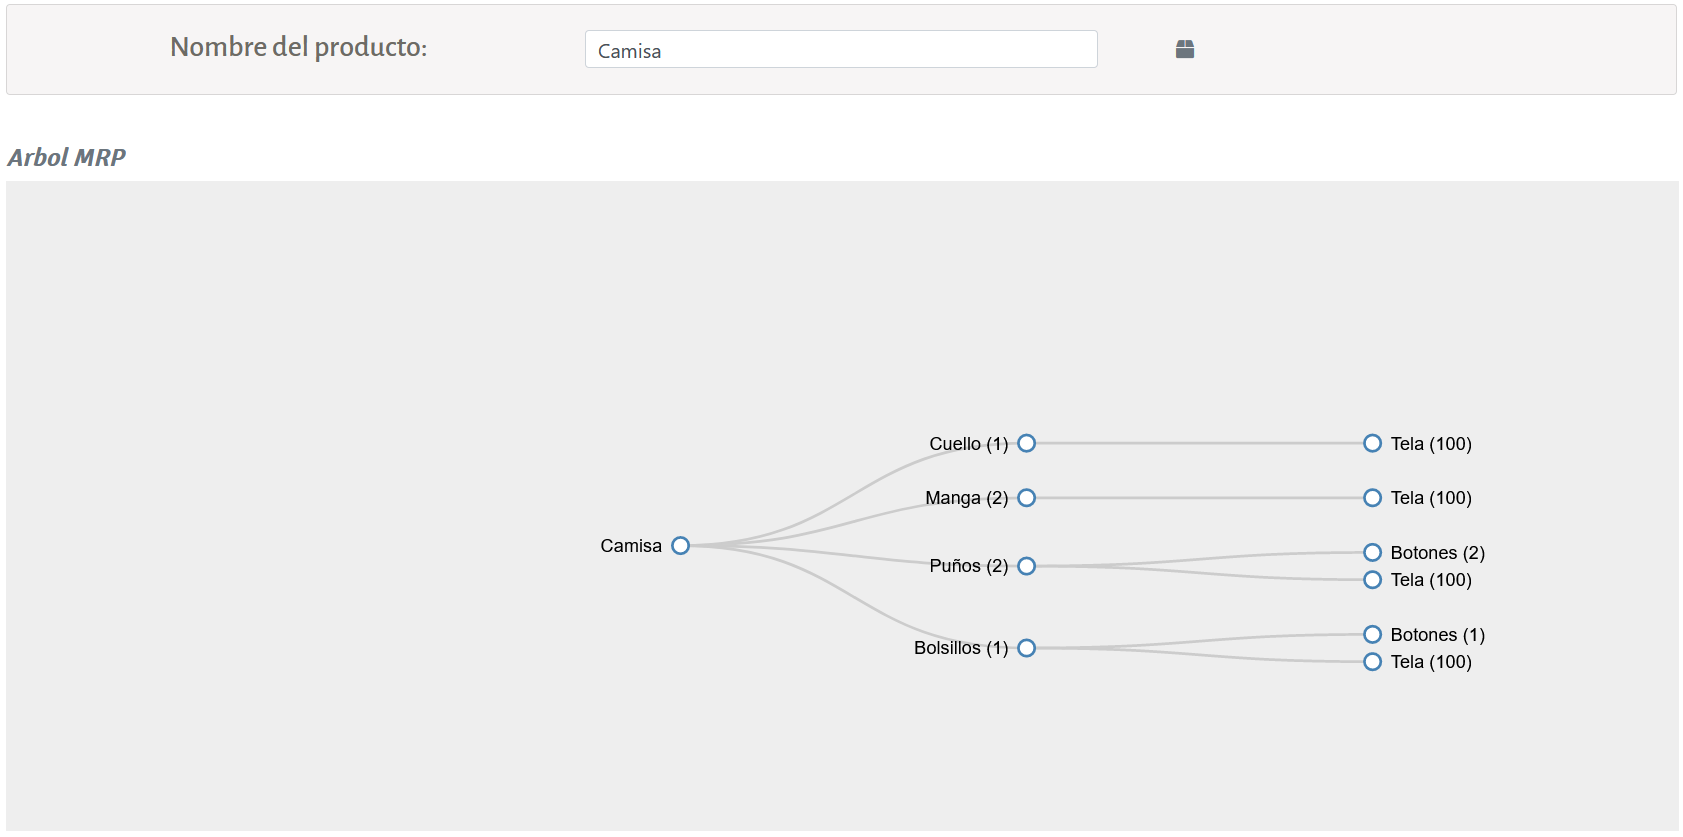 Nombre del producto:
Camisa
Arbol MRP
Cuello (1)
Tela (100)
Manga (2)
Tela (100)
Camisa
Puños (2)
Botones (2)
Tela (100)
Bolsillos (1)
Botones (1)
Tela (100)